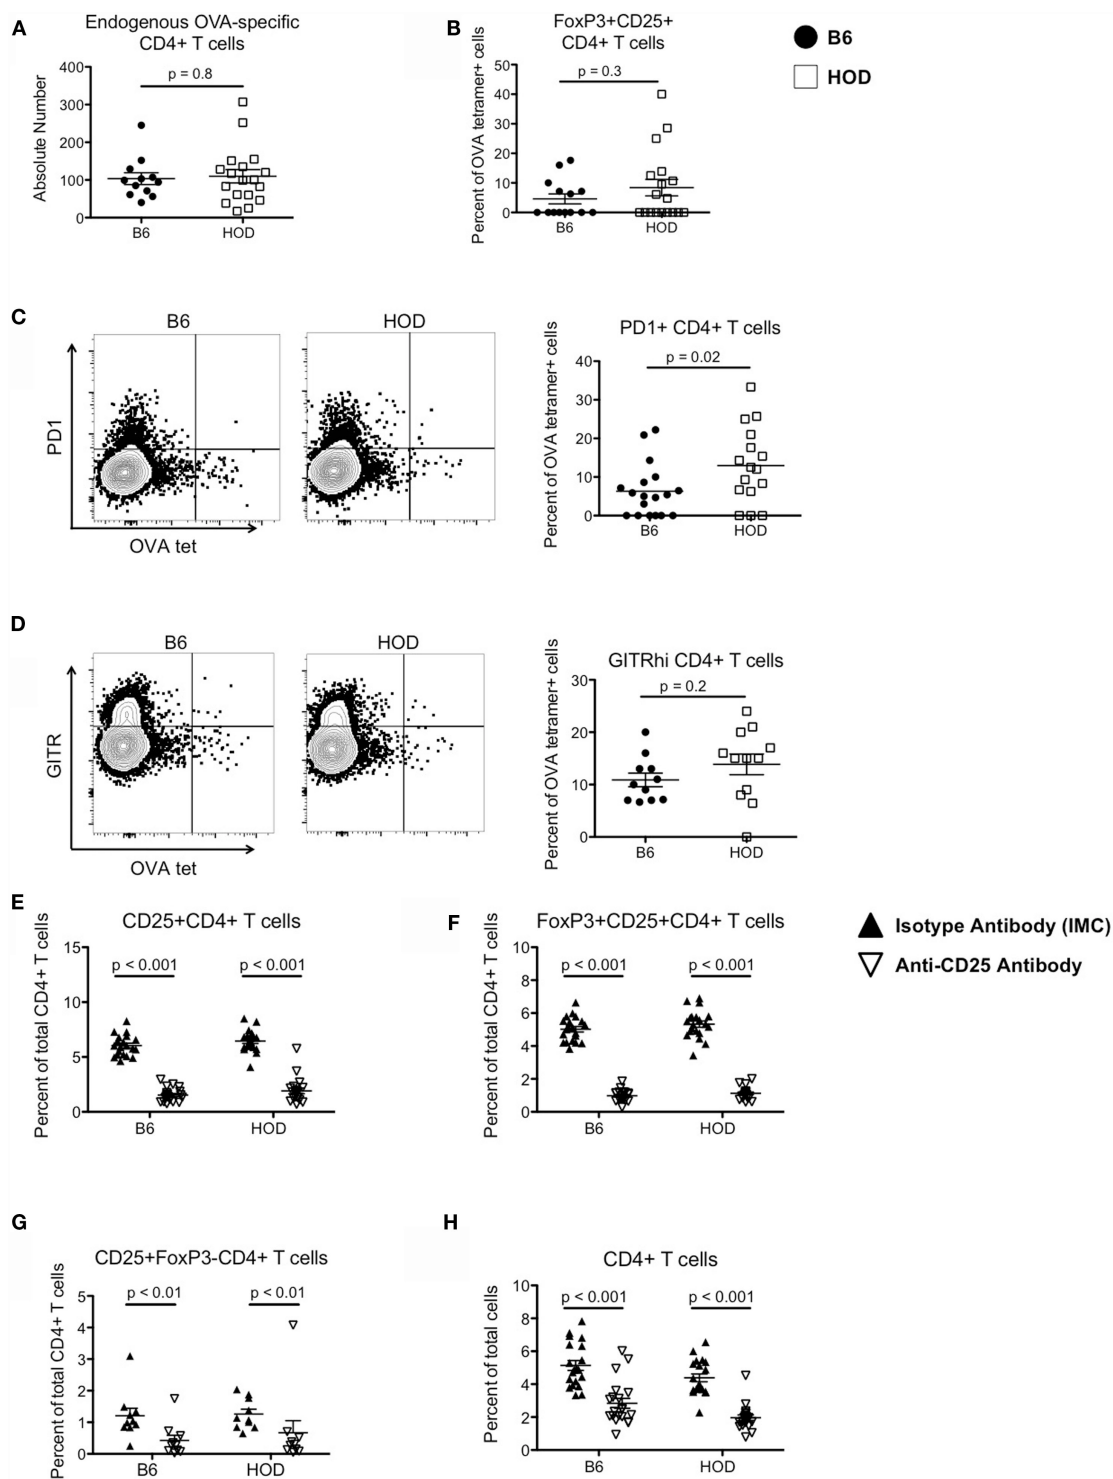 A
Endogenous OVA-specific
CD4+ T cells
Absolute Number
400
300
200
100
0
p = 0.8
B6
HOD
B
FoxP3+CD25+
CD4+ T cells
Percent of OVA tetramer+ cells
50
40
30
20
10
0
p = 0.3
B6
HOD
B6
HOD
C
B6
HOD
PD1
OVA tet
PD1+ CD4+ T cells
Percent of OVA tetramer+ cells
40
30
20
10
0
p = 0.02
B6
HOD
D
B6
HOD
GITR
OVA tet
GITRhi CD4+ T cells
Percent of OVA tetramer+ cells
30
20
10
0
p = 0.2
B6
HOD
E
CD25+CD4+ T cells
Percent of total CD4+ T cells
15
10
5
0
p < 0.001
p < 0.001
B6
HOD
F
FoxP3+CD25+CD4+ T cells
Percent of total CD4+ T cells
10
8
6
4
2
0
p < 0.001
p < 0.001
B6
HOD
Isotype Antibody (IMC)
Anti-CD25 Antibody
G
CD25+FoxP3-CD4+ T cells
Percent of total CD4+ T cells
5
4
3
2
1
0
p < 0.01
p < 0.01
B6
HOD
H
CD4+ T cells
Percent of total cells
10
8
6
4
2
0
p < 0.001
p < 0.001
B6
HOD